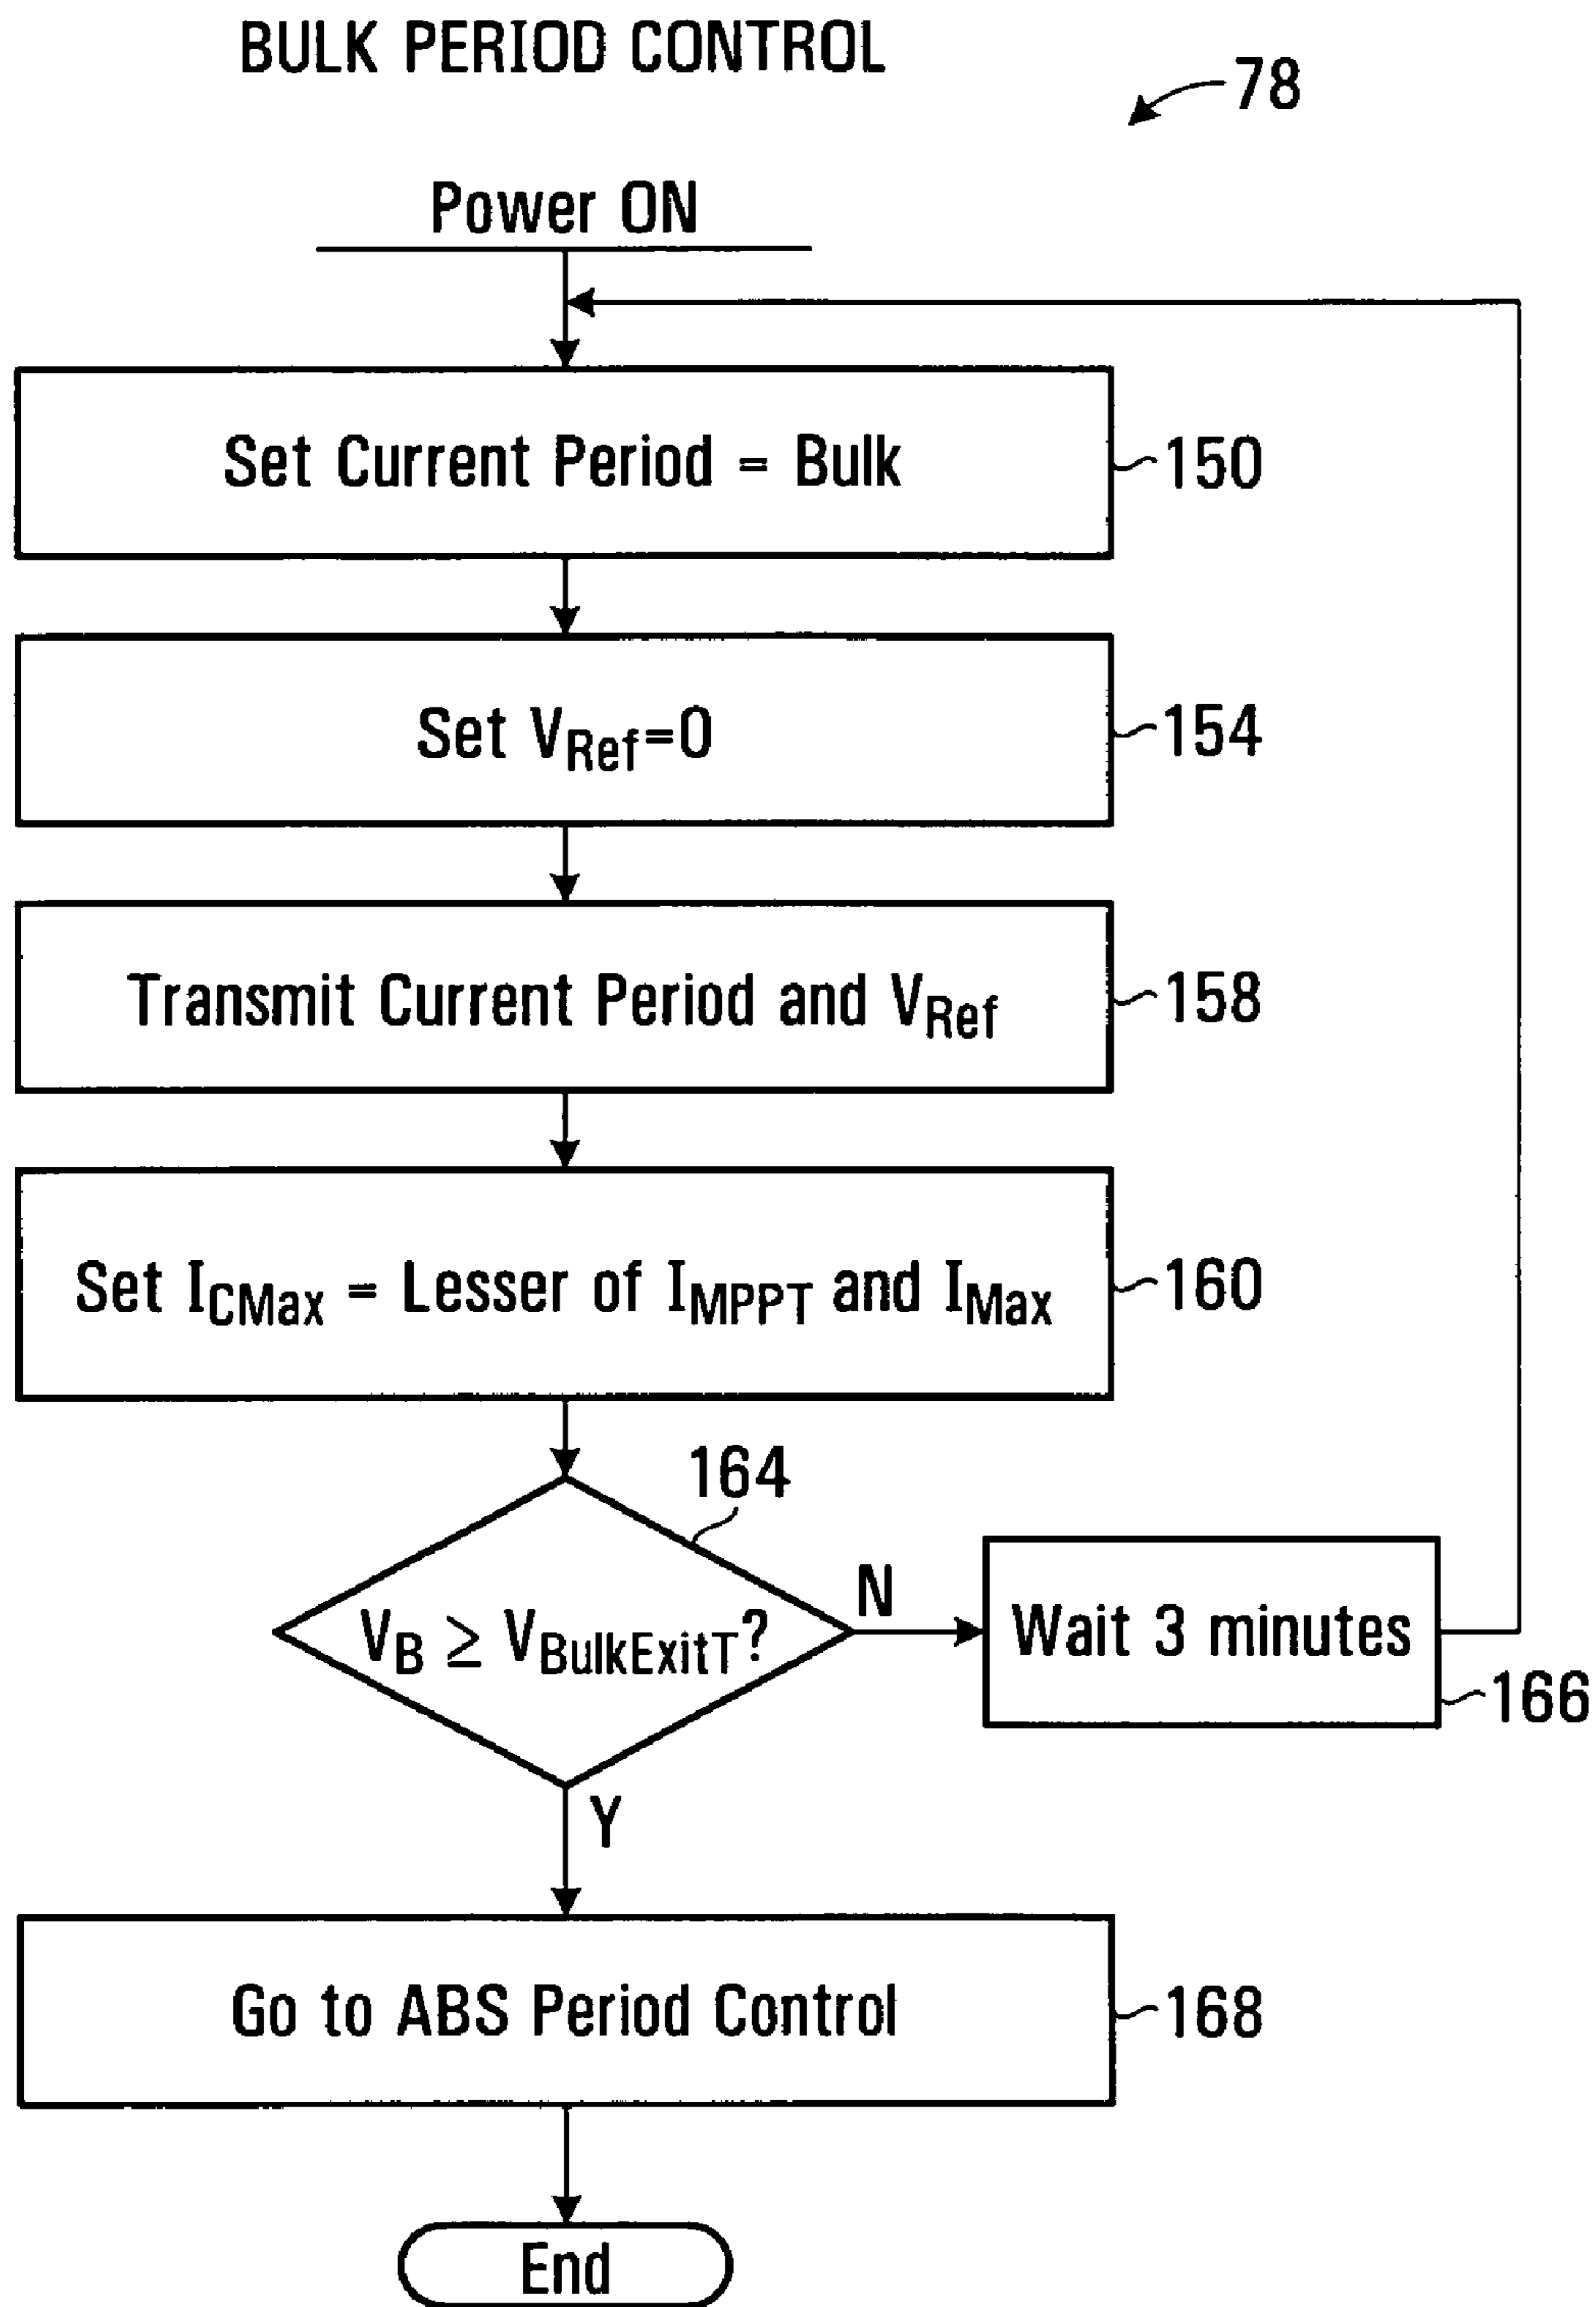 BULK PERIOD CONTROL
78
Power ON
Set Current Period = Bulk
150
Set VRef=0
154
Transmit Current Period and VRef
158
Set ICMax = Lesser of IMPPT and IMax
160
164
VB ≥ VBulkExitT?
N
Wait 3 minutes
166
Y
Go to ABS Period Control
168
End